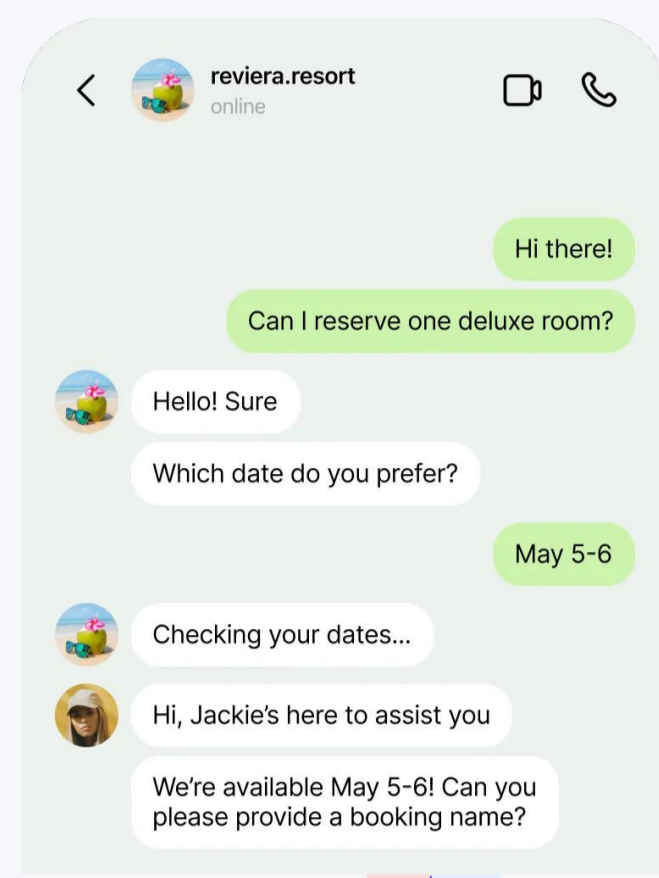 reviera.resort
online
Hi there!
Can I reserve one deluxe room?
Hello! Sure
Which date do you prefer?
May 5-6
Checking your dates...
Hi, Jackie’s here to assist you
We’re available May 5-6! Can you
please provide a booking name?